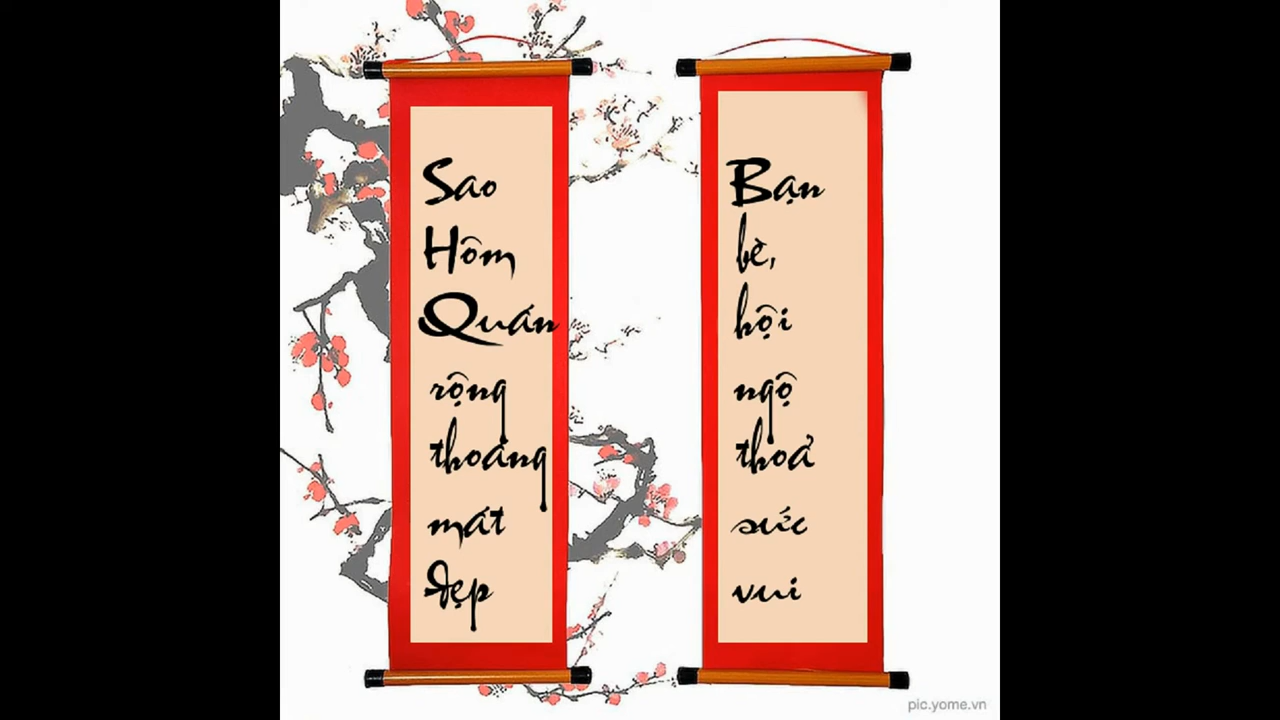 Sao
Hôm
Quán
rộng
thoáng
mát
đẹp
Bạn
bè,
hội
ngộ
thoả
sức
vui
pic.yome.vn